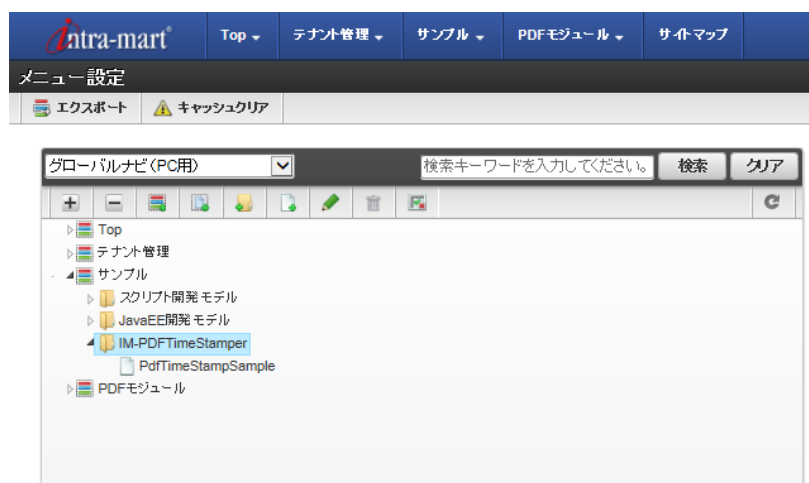 intra-mart® Top テナント管理 サンプル PDFモジュール サイトマップ
メニュー設定
エクスポート キャッシュクリア
グローバルナビ(PC用) 検索キーワードを入力してください。 検索 クリア
Top
テナント管理
サンプル
スクリプト開発モデル
JavaEE開発モデル
IM-PDFTimeStamper
PdfTimeStampSample
PDFモジュール